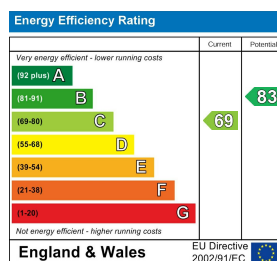 Energy Efficiency Rating
Current Potential
Very energy efficient - lower running costs
(92 plus) A
(81-91) B
83
(69-80) C
69
(55-68) D
(39-54) E
(21-38) F
(1-20) G
Not energy efficient - higher running costs
England & Wales
EU Directive
2002/91/EC